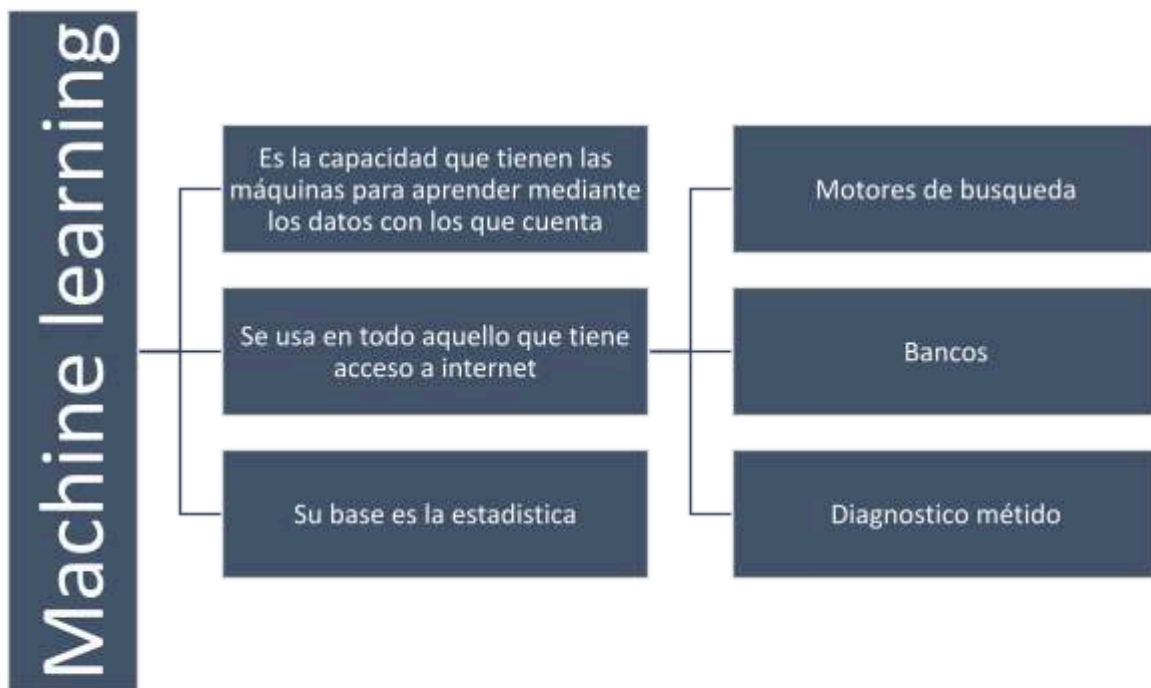 Machine learning
Es la capacidad que tienen las
máquinas para aprender mediante
los datos con los que cuenta
Se usa en todo aquello que tiene
acceso a internet
Su base es la estadistica
Motores de busqueda
Bancos
Diagnostico métido